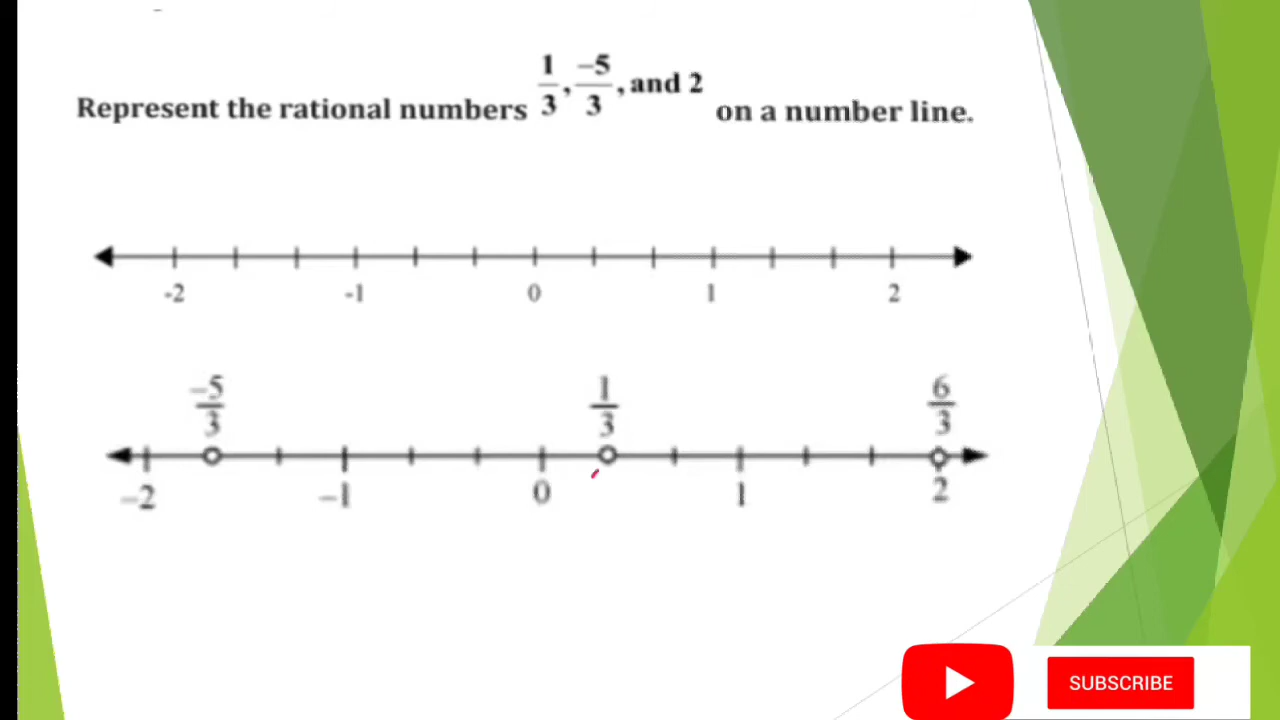 Represent the rational numbers 1/3, −5/3, and 2 on a number line.
-2 -1 0 1 2
−5/3 1/3 6/3
−2 −1 0 1 2
SUBSCRIBE